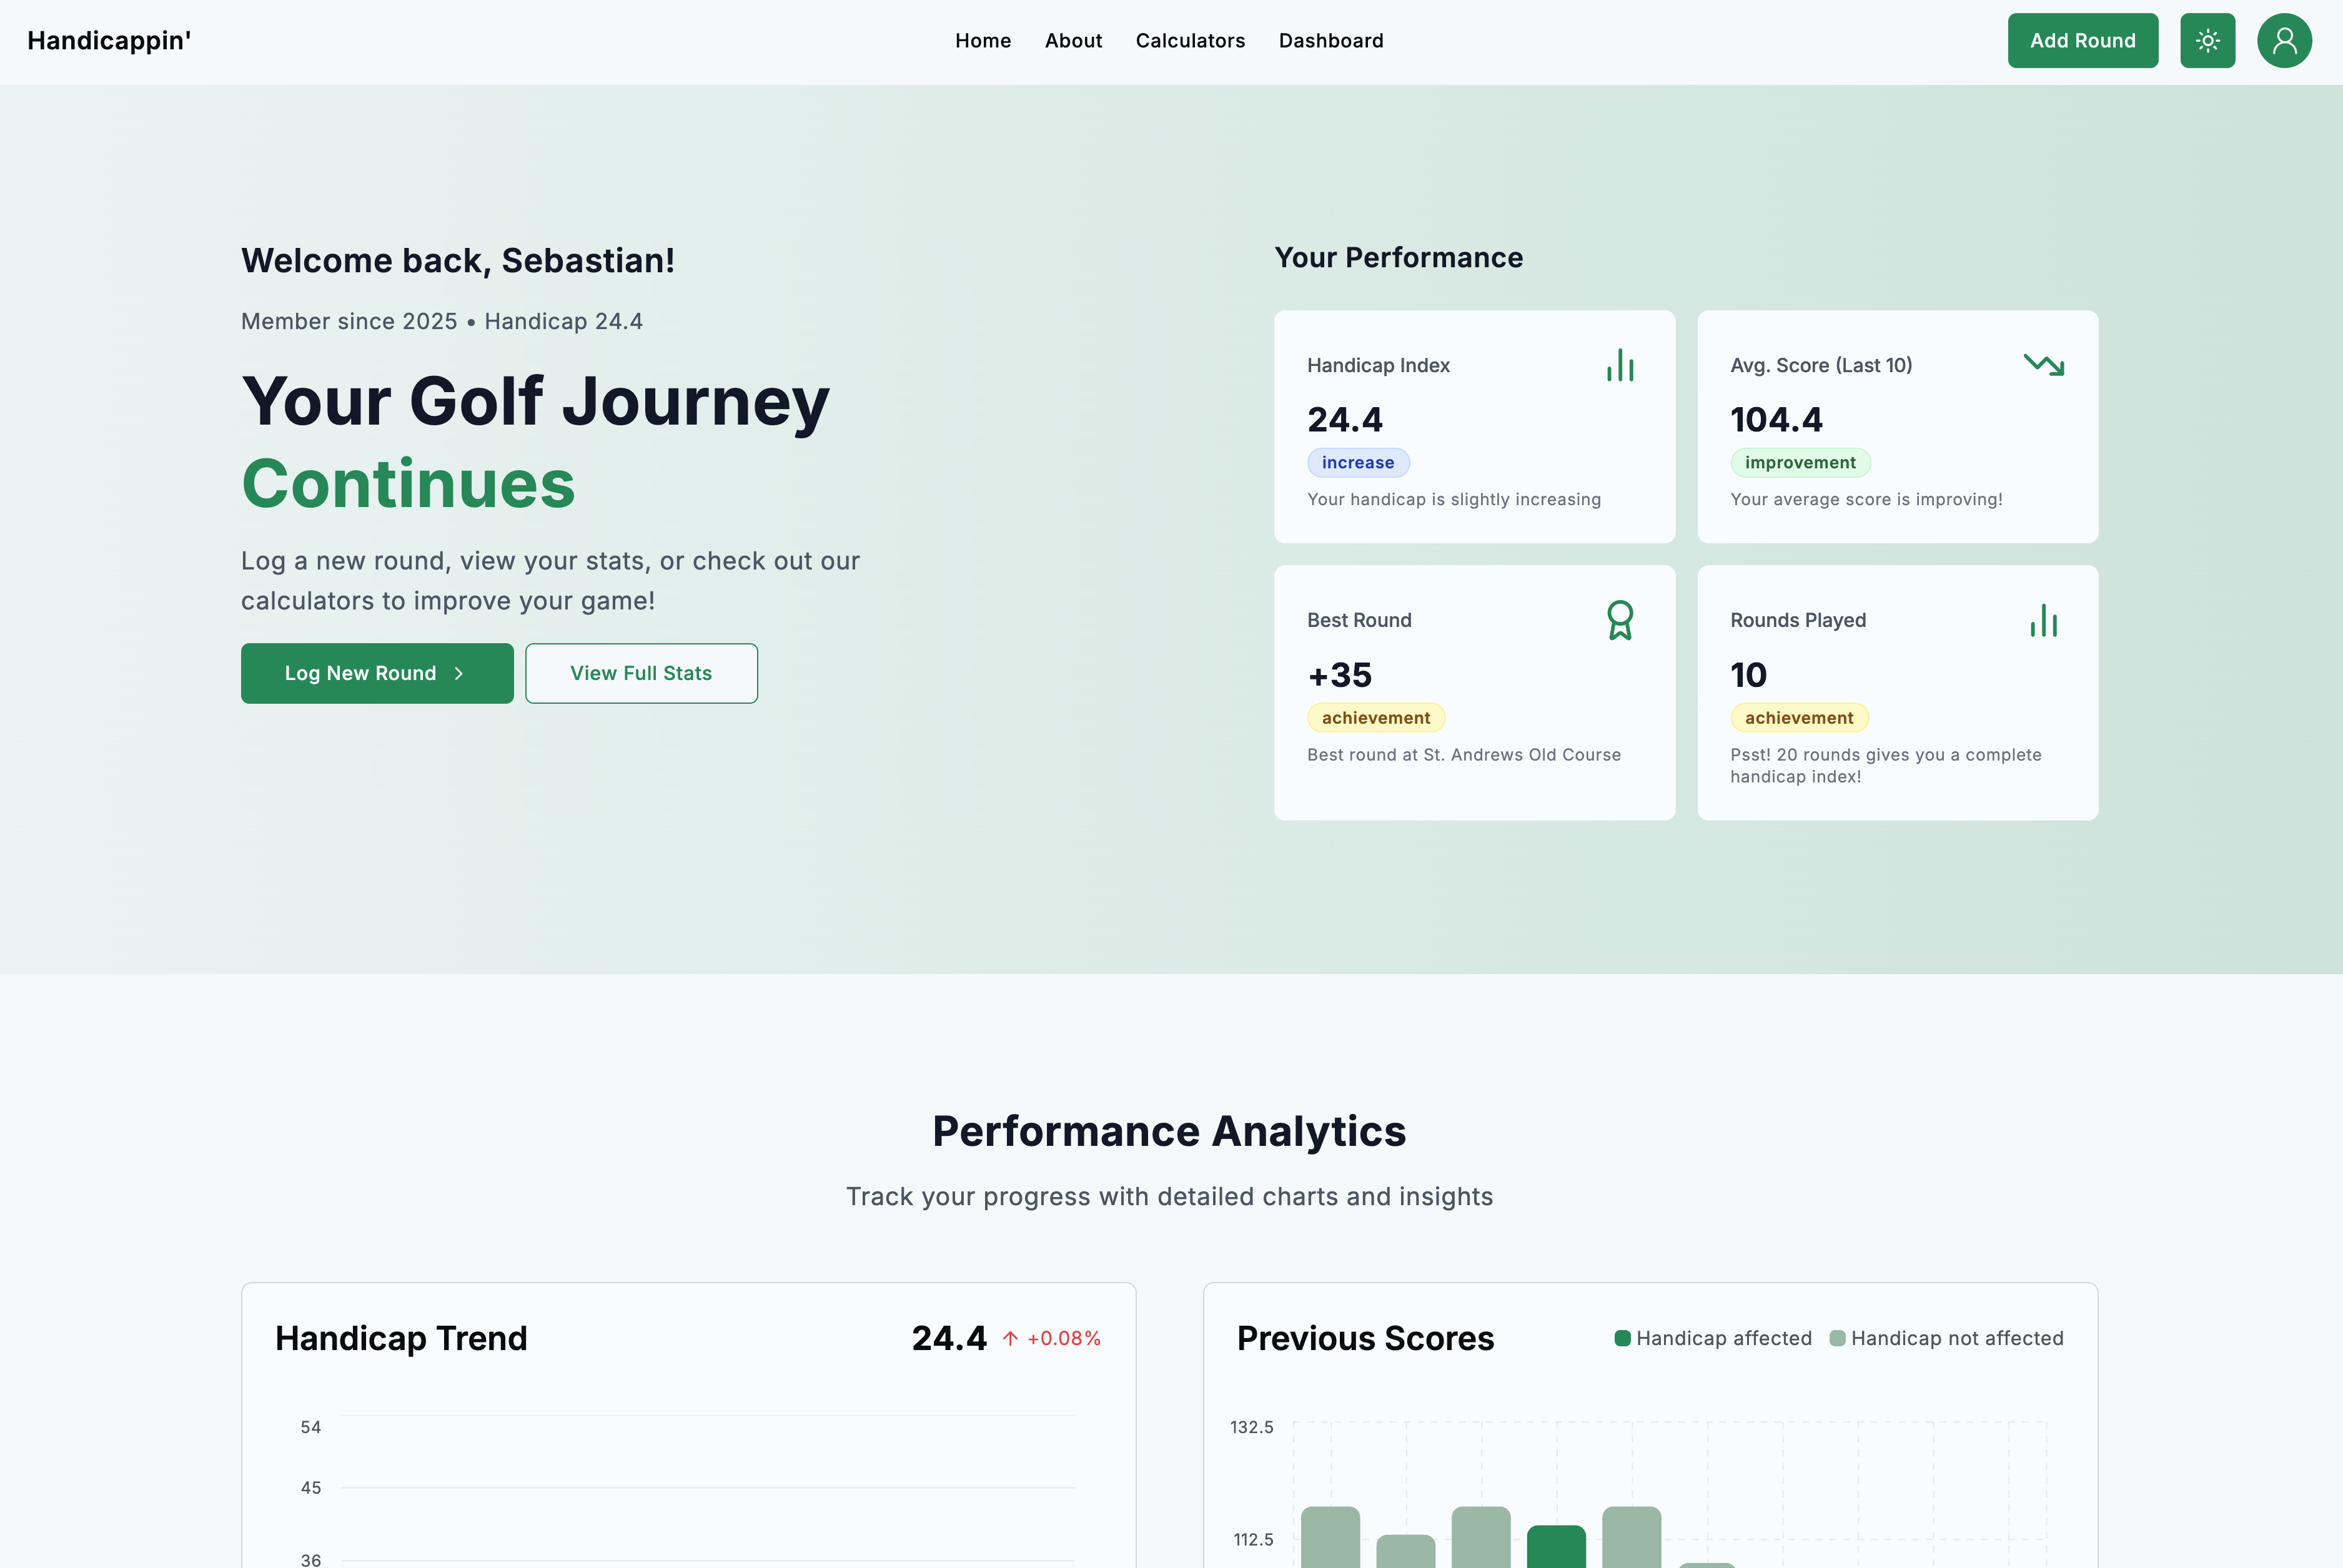 Handicappin'
Home
About
Calculators
Dashboard
Add Round
Welcome back, Sebastian!
Member since 2025 • Handicap 24.4
Your Golf Journey
Continues
Log a new round, view your stats, or check out our
calculators to improve your game!
Log New Round
View Full Stats
Your Performance
Handicap Index
24.4
increase
Your handicap is slightly increasing
Avg. Score (Last 10)
104.4
improvement
Your average score is improving!
Best Round
+35
achievement
Best round at St. Andrews Old Course
Rounds Played
10
achievement
Psst! 20 rounds gives you a complete
handicap index!
Performance Analytics
Track your progress with detailed charts and insights
Handicap Trend
24.4
+0.08%
54
45
36
Previous Scores
Handicap affected
Handicap not affected
132.5
112.5